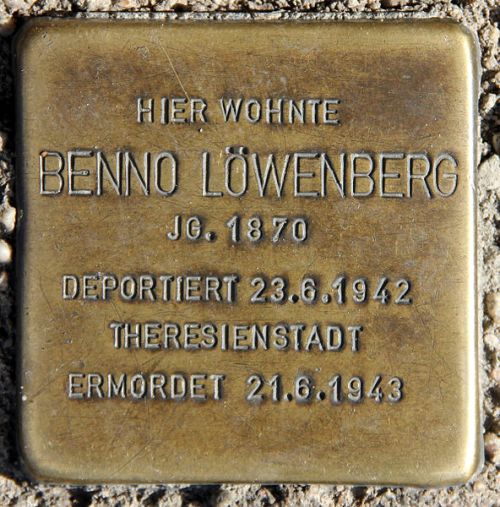 HIER WOHNTE
BENNO LÖWENBERG
JG. 1870
DEPORTIERT 23.6.1942
THERESIENSTADT
ERMORDET 21.6.1943